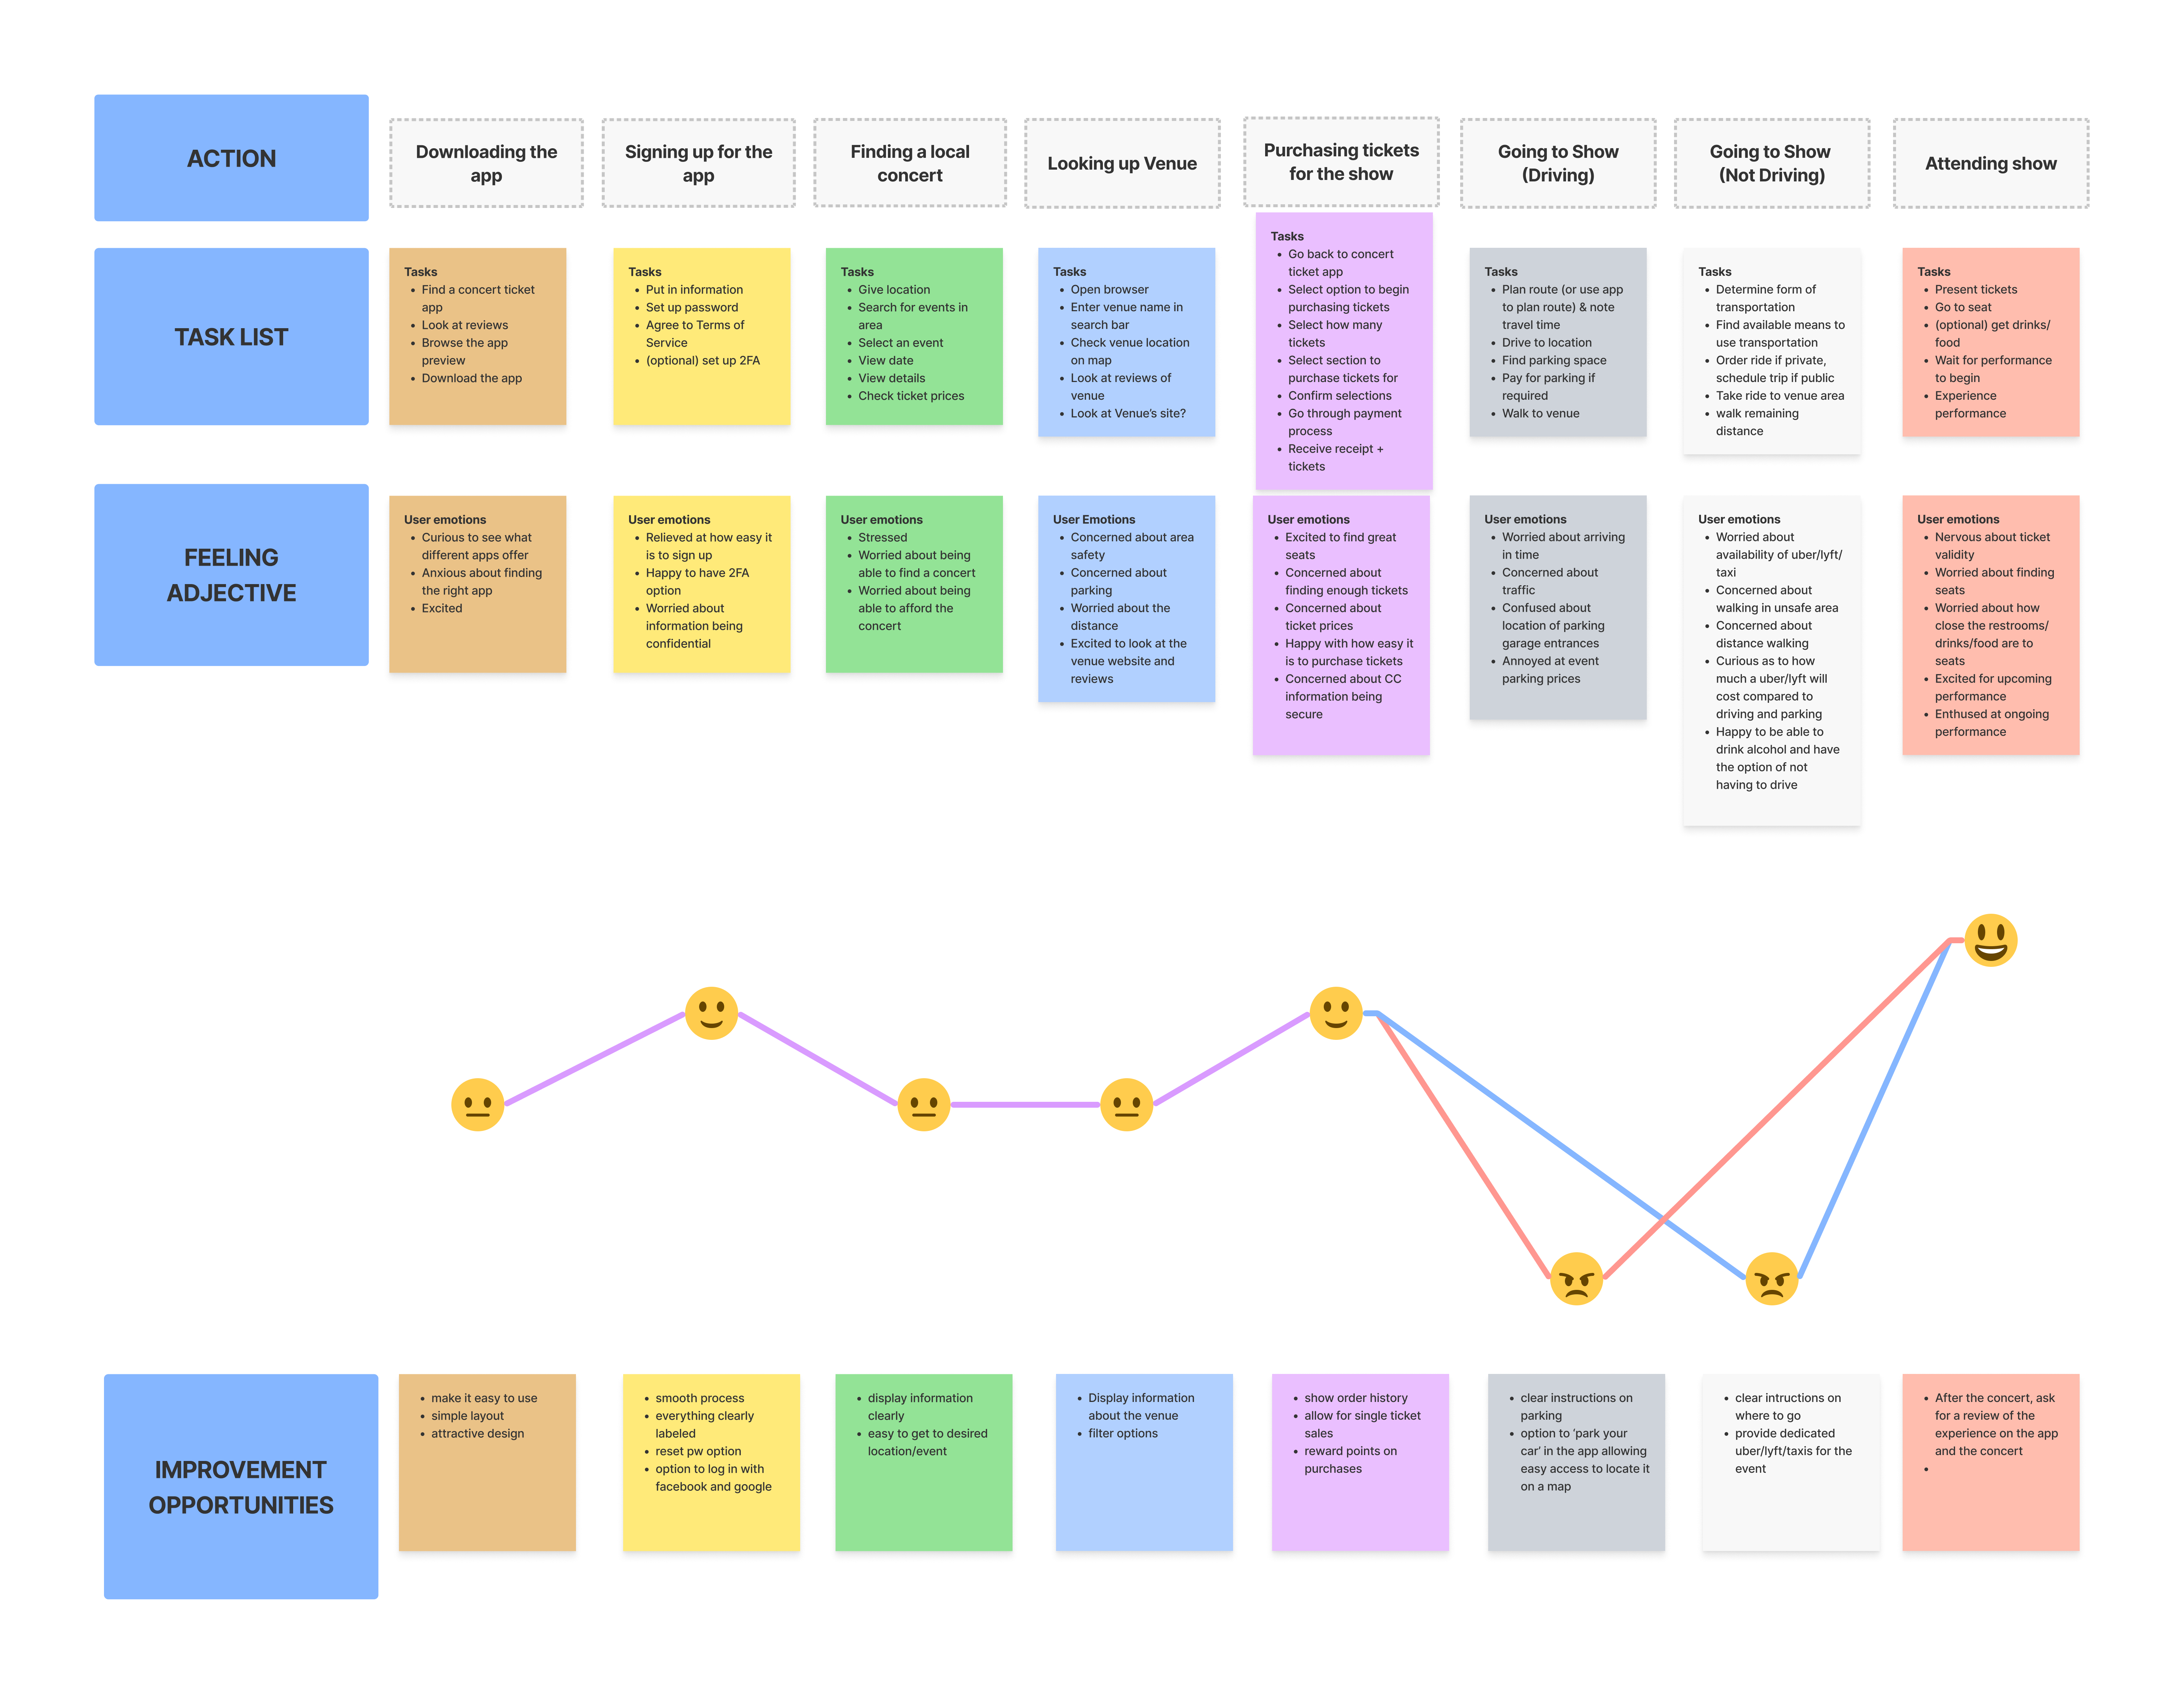 ACTION
Downloading the
app
Signing up for the
app
Finding a local
concert
Looking up Venue
Purchasing tickets
for the show
Going to Show
(Driving)
Going to Show
(Not Driving)
Attending show
TASK LIST
Tasks
• Find a concert ticket
app
• Look at reviews
• Browse the app
preview
• Download the app
Tasks
• Put in information
• Set up password
• Agree to Terms of
Service
• (optional) set up 2FA
Tasks
• Give location
• Search for events in
area
• Select an event
• View date
• View details
• Check ticket prices
Tasks
• Open browser
• Enter venue name in
search bar
• Check venue location
on map
• Look at reviews of
venue
• Look at Venue's site?
Tasks
• Go back to concert
ticket app
• Select option to begin
purchasing tickets
• Select how many
tickets
• Select section to
purchase tickets for
• Confirm selections
• Go through payment
process
• Receive receipt +
tickets
Tasks
• Plan route (or use app
to plan route) & note
travel time
• Drive to location
• Find parking space
• Pay for parking if
required
• Walk to venue
Tasks
• Determine form of
transportation
• Find available means to
use transportation
• Order ride if private,
schedule trip if public
• Take ride to venue area
• walk remaining
distance
Tasks
• Present tickets
• Go to seat
• (optional) get drinks/
food
• Wait for performance
to begin
• Experience
performance
FEELING
ADJECTIVE
User emotions
• Curious to see what
different apps offer
• Anxious about finding
the right app
• Excited
User emotions
• Relieved at how easy it
is to sign up
• Happy to have 2FA
option
• Worried about
information being
confidential
User emotions
• Stressed
• Worried about being
able to find a concert
• Worried about being
able to afford the
concert
User Emotions
• Concerned about area
safety
• Concerned about
parking
• Worried about the
distance
• Excited to look at the
venue website and
reviews
User emotions
• Excited to find great
seats
• Concerned about
finding enough tickets
• Concerned about
ticket prices
• Happy with how easy it
is to purchase tickets
• Concerned about CC
information being
secure
User emotions
• Worried about arriving
in time
• Concerned about
traffic
• Confused about
location of parking
garage entrances
• Annoyed at event
parking prices
User emotions
• Worried about
availability of uber/lyft/
taxi
• Concerned about
walking in unsafe area
• Concerned about
distance walking
• Curious as to how
much a uber/lyft will
cost compared to
driving and parking
• Happy to be able to
drink alcohol and have
the option of not
having to drive
User emotions
• Nervous about ticket
validity
• Worried about finding
seats
• Worried about how
close the restrooms/
drinks/food are to
seats
• Excited for upcoming
performance
• Enthused at ongoing
performance
IMPROVEMENT
OPPORTUNITIES
• make it easy to use
• simple layout
• attractive design
• smooth process
• everything clearly
labeled
• reset pw option
• option to log in with
facebook and google
• display information
clearly
• easy to get to desired
location/event
• Display information
about the venue
• filter options
• show order history
• allow for single ticket
sales
• reward points on
purchases
• clear instructions on
parking
• option to 'park your
car' in the app allowing
easy access to locate it
on a map
• clear intructions on
where to go
• provide dedicated
uber/lyft/taxis for the
event
• After the concert, ask
for a review of the
experience on the app
and the concert
•